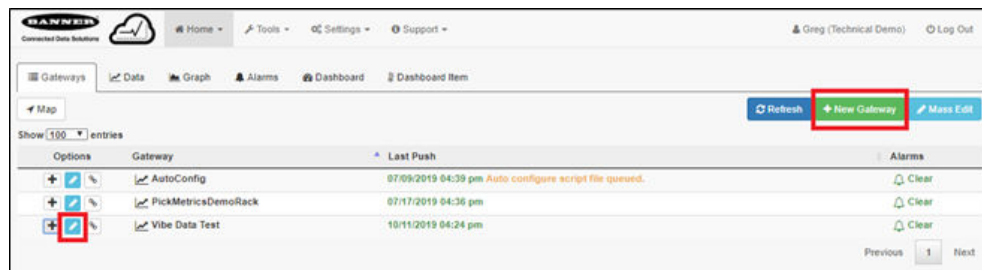 BANNER
Connected Data Solutions
Home Tools Settings Support Greg (Technical Demo) Log Out
Gateways Data Graph Alarms Dashboard Dashboard Item
Map Refresh + New Gateway Mass Edit
Show 100 entries
Options Gateway Last Push Alarms
AutoConfig 07/09/2019 04:39 pm Auto configure script file queued. Clear
PickMetricsDemoRack 07/17/2019 04:36 pm Clear
Vibe Data Test 10/11/2019 04:24 pm Clear
Previous 1 Next